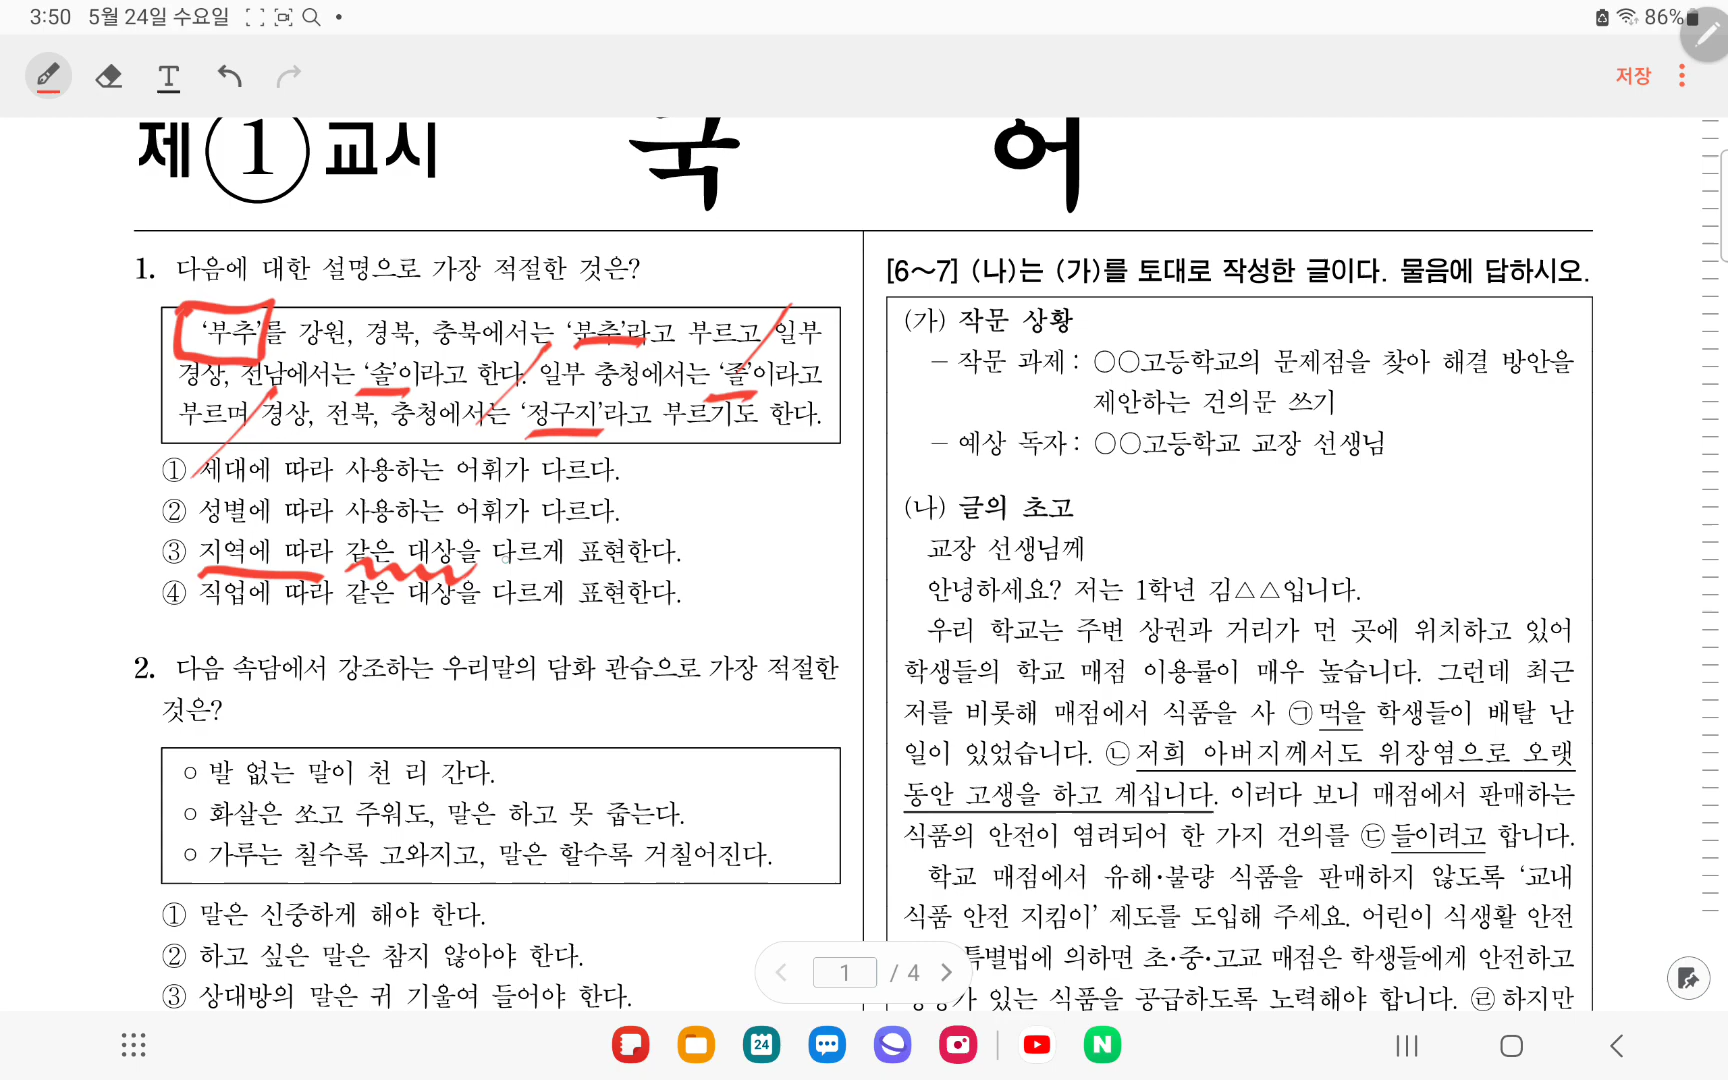 3:50 5월 24일 수요일
86%
저장
제 1 교시 국 어
1. 다음에 대한 설명으로 가장 적절한 것은?
‘부추’를 강원, 경북, 충북에서는 ‘부추’라고 부르고 일부
경상, 전남에서는 ‘솔’이라고 한다. 일부 충청에서는 ‘졸’이라고
부르며 경상, 전북, 충청에서는 ‘정구지’라고 부르기도 한다.
① 세대에 따라 사용하는 어휘가 다르다.
② 성별에 따라 사용하는 어휘가 다르다.
③ 지역에 따라 같은 대상을 다르게 표현한다.
④ 직업에 따라 같은 대상을 다르게 표현한다.
2. 다음 속담에서 강조하는 우리말의 담화 관습으로 가장 적절한
것은?
○ 발 없는 말이 천 리 간다.
○ 화살은 쏘고 주워도, 말은 하고 못 줍는다.
○ 가루는 칠수록 고와지고, 말은 할수록 거칠어진다.
① 말은 신중하게 해야 한다.
② 하고 싶은 말은 참지 않아야 한다.
③ 상대방의 말은 귀 기울여 들어야 한다.
[6～7] (나)는 (가)를 토대로 작성한 글이다. 물음에 답하시오.
(가) 작문 상황
– 작문 과제 : ○○고등학교의 문제점을 찾아 해결 방안을
제안하는 건의문 쓰기
– 예상 독자 : ○○고등학교 교장 선생님
(나) 글의 초고
교장 선생님께
안녕하세요? 저는 1학년 김△△입니다.
우리 학교는 주변 상권과 거리가 먼 곳에 위치하고 있어
학생들의 학교 매점 이용률이 매우 높습니다. 그런데 최근
저를 비롯해 매점에서 식품을 사 ㉠먹을 학생들이 배탈 난
일이 있었습니다. ㉡저희 아버지께서도 위장염으로 오랫
동안 고생을 하고 계십니다. 이러다 보니 매점에서 판매하는
식품의 안전이 염려되어 한 가지 건의를 ㉢들이려고 합니다.
학교 매점에서 유해·불량 식품을 판매하지 않도록 ‘교내
식품 안전 지킴이’ 제도를 도입해 주세요. 어린이 식생활 안전
특별법에 의하면 초·중·고교 매점은 학생들에게 안전하고
있는 식품을 공급하도록 노력해야 합니다. ㉣하지만
1 / 4
24
N